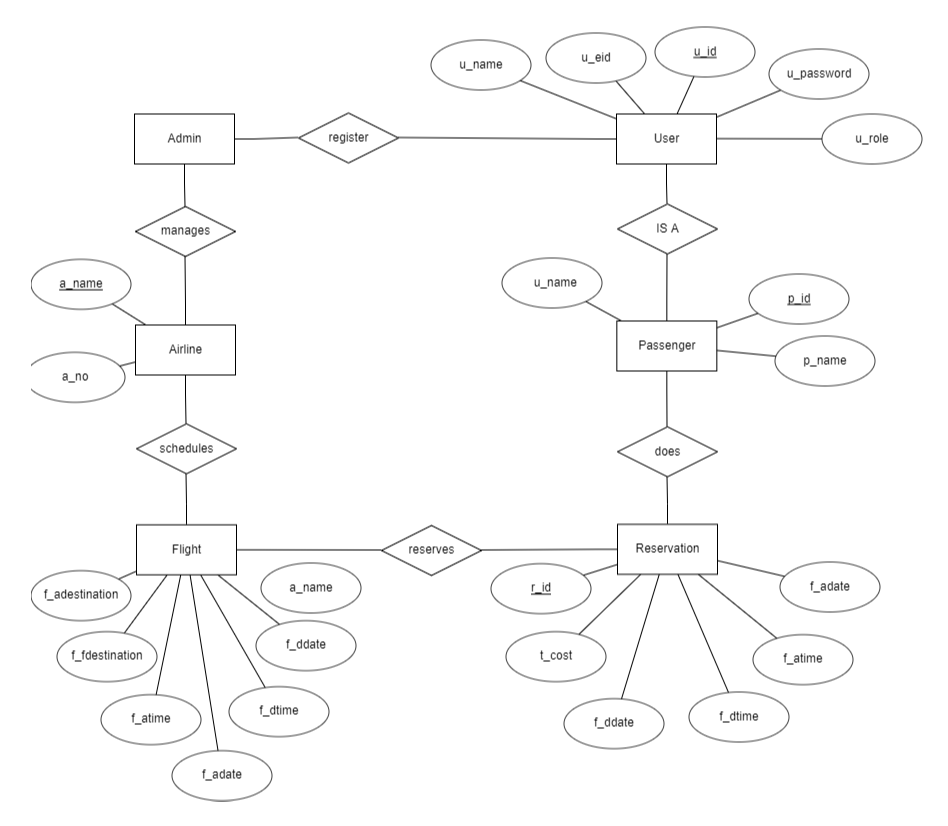 u_name
u_eid
u_id
u_password
u_role
Admin
register
User
manages
IS A
a_name
u_name
p_id
Airline
Passenger
p_name
a_no
schedules
does
Flight
reserves
Reservation
f_adestination
a_name
r_id
f_adate
f_fdestination
f_ddate
t_cost
f_atime
f_atime
f_dtime
f_ddate
f_dtime
f_adate